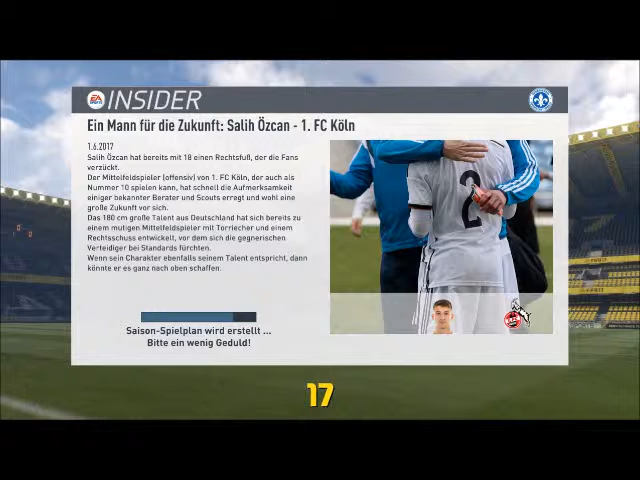 EA SPORTS INSIDER
Ein Mann für die Zukunft: Salih Özcan - 1. FC Köln
1.6.2017
Salih Özcan hat bereits mit 18 einen Rechtsfuß, der die Fans
verzückt.
Der Mittelfeldspieler (offensiv) von 1. FC Köln, der auch als
Nummer 10 spielen kann, hat schnell die Aufmerksamkeit
einiger bekannter Berater und Scouts erregt und wohl eine
große Zukunft vor sich.
Das 180 cm große Talent aus Deutschland hat sich bereits zu
einem mutigen Mittelfeldspieler mit Torriecher und einem
Rechtsschuss entwickelt, vor dem sich die gegnerischen
Verteidiger bei Standards fürchten.
Wenn sein Charakter ebenfalls seinem Talent entspricht, dann
könnte er es ganz nach oben schaffen.
2
Saison-Spielplan wird erstellt ...
Bitte ein wenig Geduld!
17